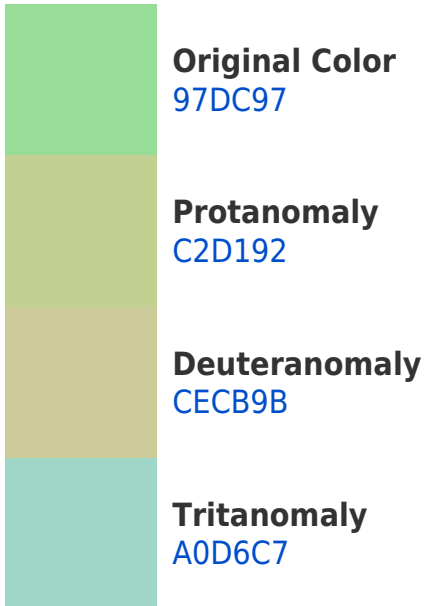 Original Color
97DC97
Protanomaly
C2D192
Deuteranomaly
CECB9B
Tritanomaly
A0D6C7